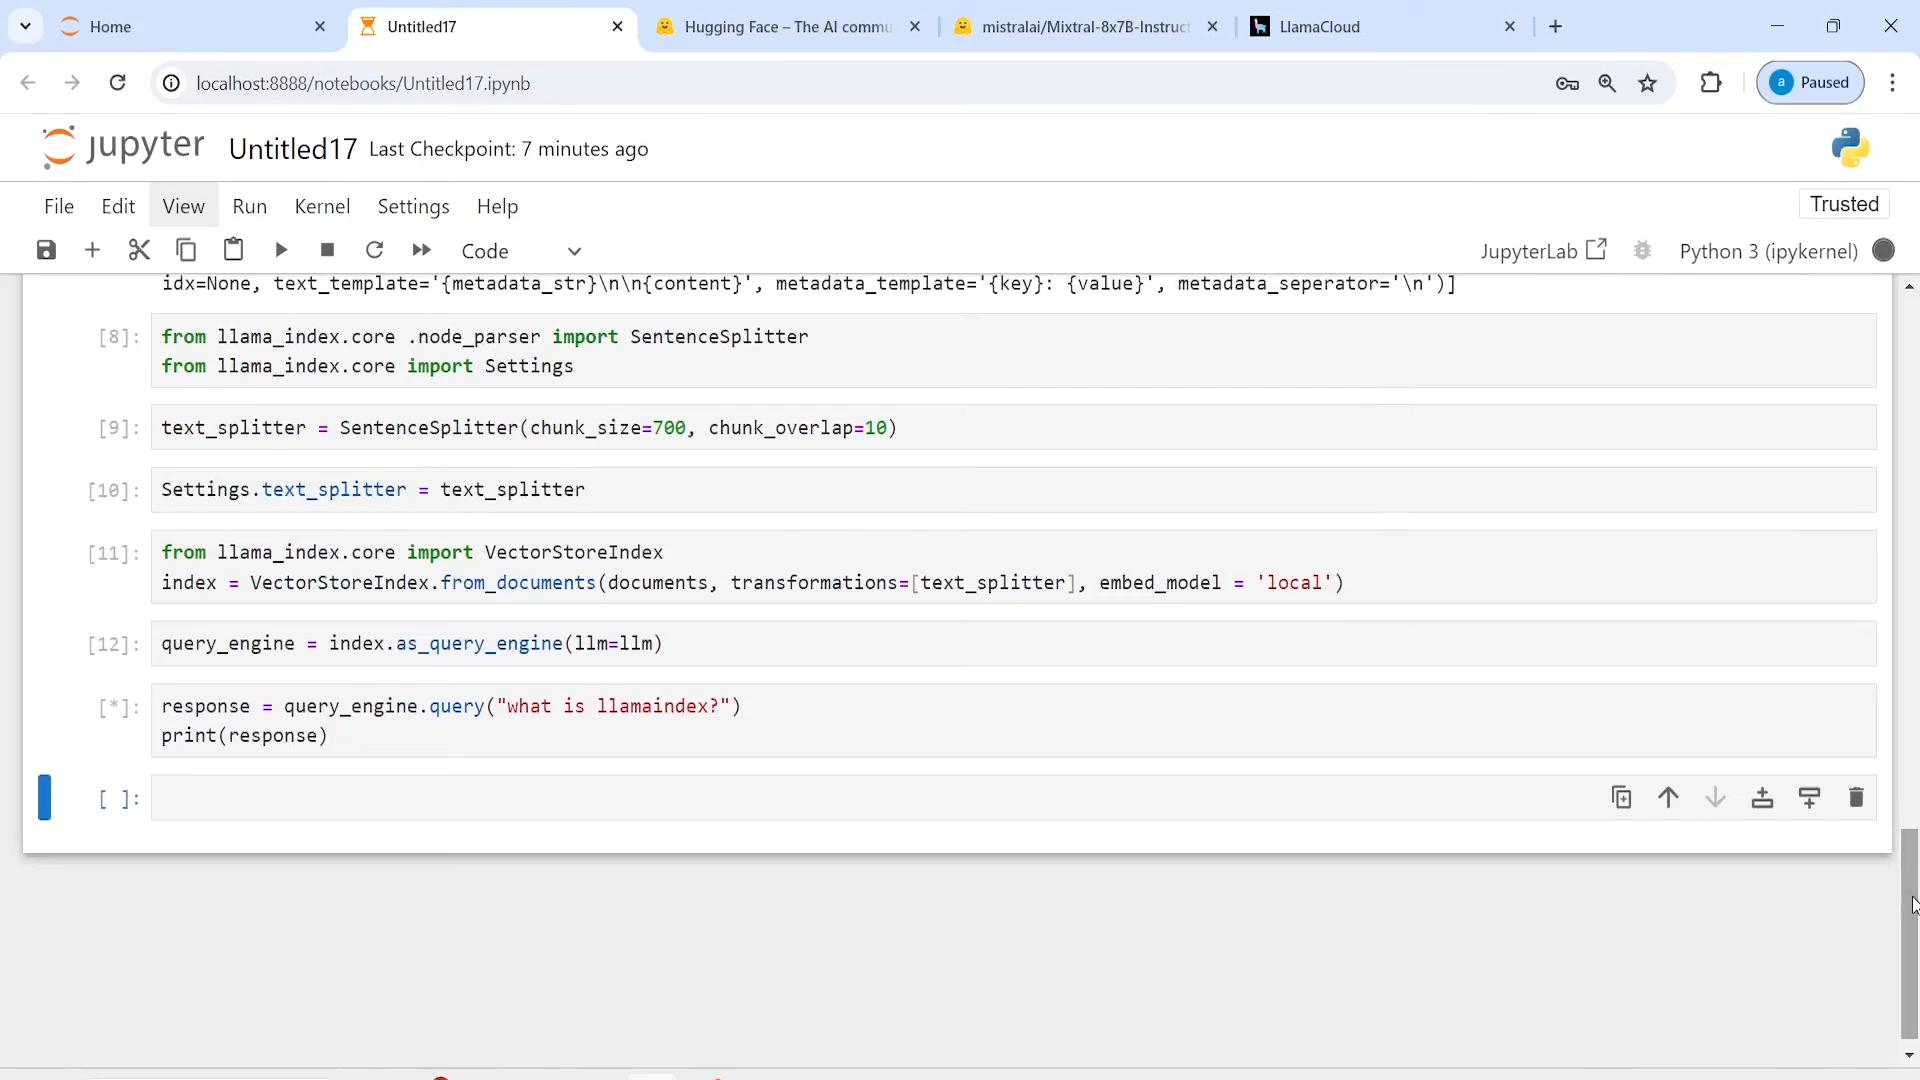 Home
Untitled17
Hugging Face – The AI commu
mistralai/Mixtral-8x7B-Instruct
LlamaCloud
localhost:8888/notebooks/Untitled17.ipynb
a Paused
jupyter Untitled17 Last Checkpoint: 7 minutes ago
File Edit View Run Kernel Settings Help
Trusted
Code
JupyterLab
Python 3 (ipykernel)
idx=None, text_template='{metadata_str}\n\n{content}', metadata_template='{key}: {value}', metadata_seperator='\n')]
[8]: from llama_index.core .node_parser import SentenceSplitter
from llama_index.core import Settings
[9]: text_splitter = SentenceSplitter(chunk_size=700, chunk_overlap=10)
[10]: Settings.text_splitter = text_splitter
[11]: from llama_index.core import VectorStoreIndex
index = VectorStoreIndex.from_documents(documents, transformations=[text_splitter], embed_model = 'local')
[12]: query_engine = index.as_query_engine(llm=llm)
[*]: response = query_engine.query("what is llamaindex?")
print(response)
[ ]: